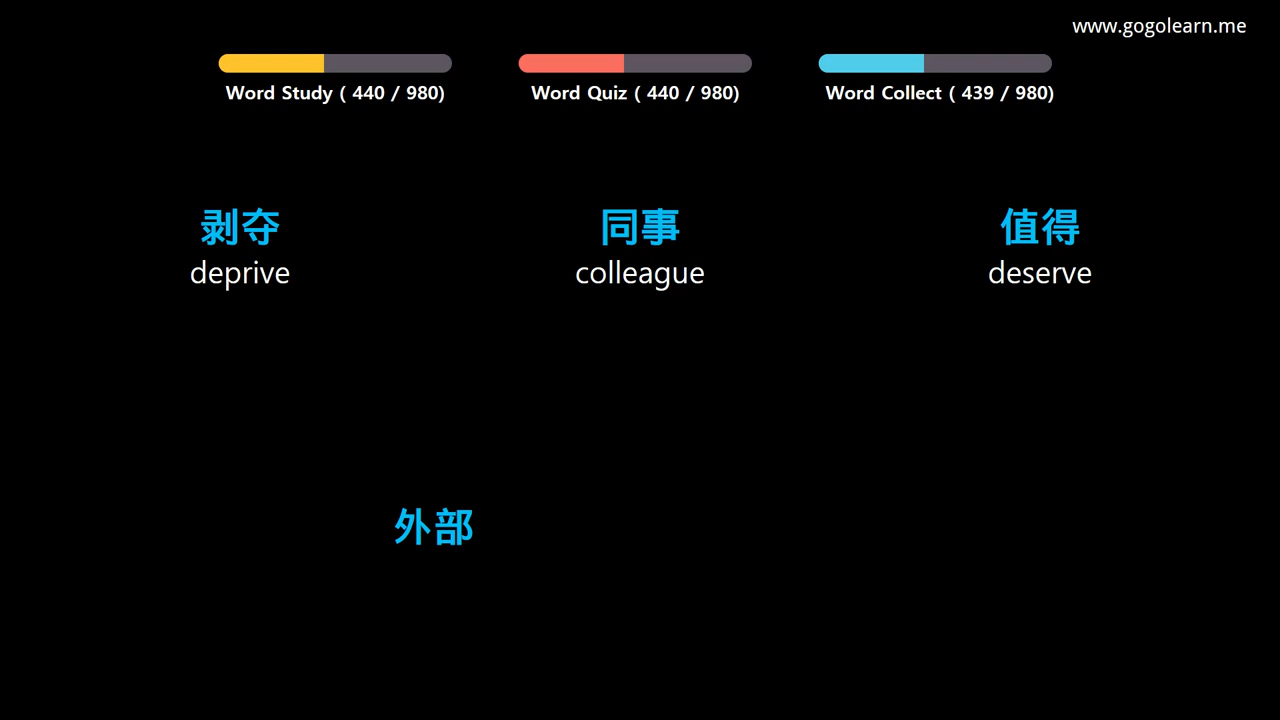 www.gogolearn.me
Word Study ( 440 / 980)
Word Quiz ( 440 / 980)
Word Collect ( 439 / 980)
剥夺
deprive
同事
colleague
值得
deserve
外部